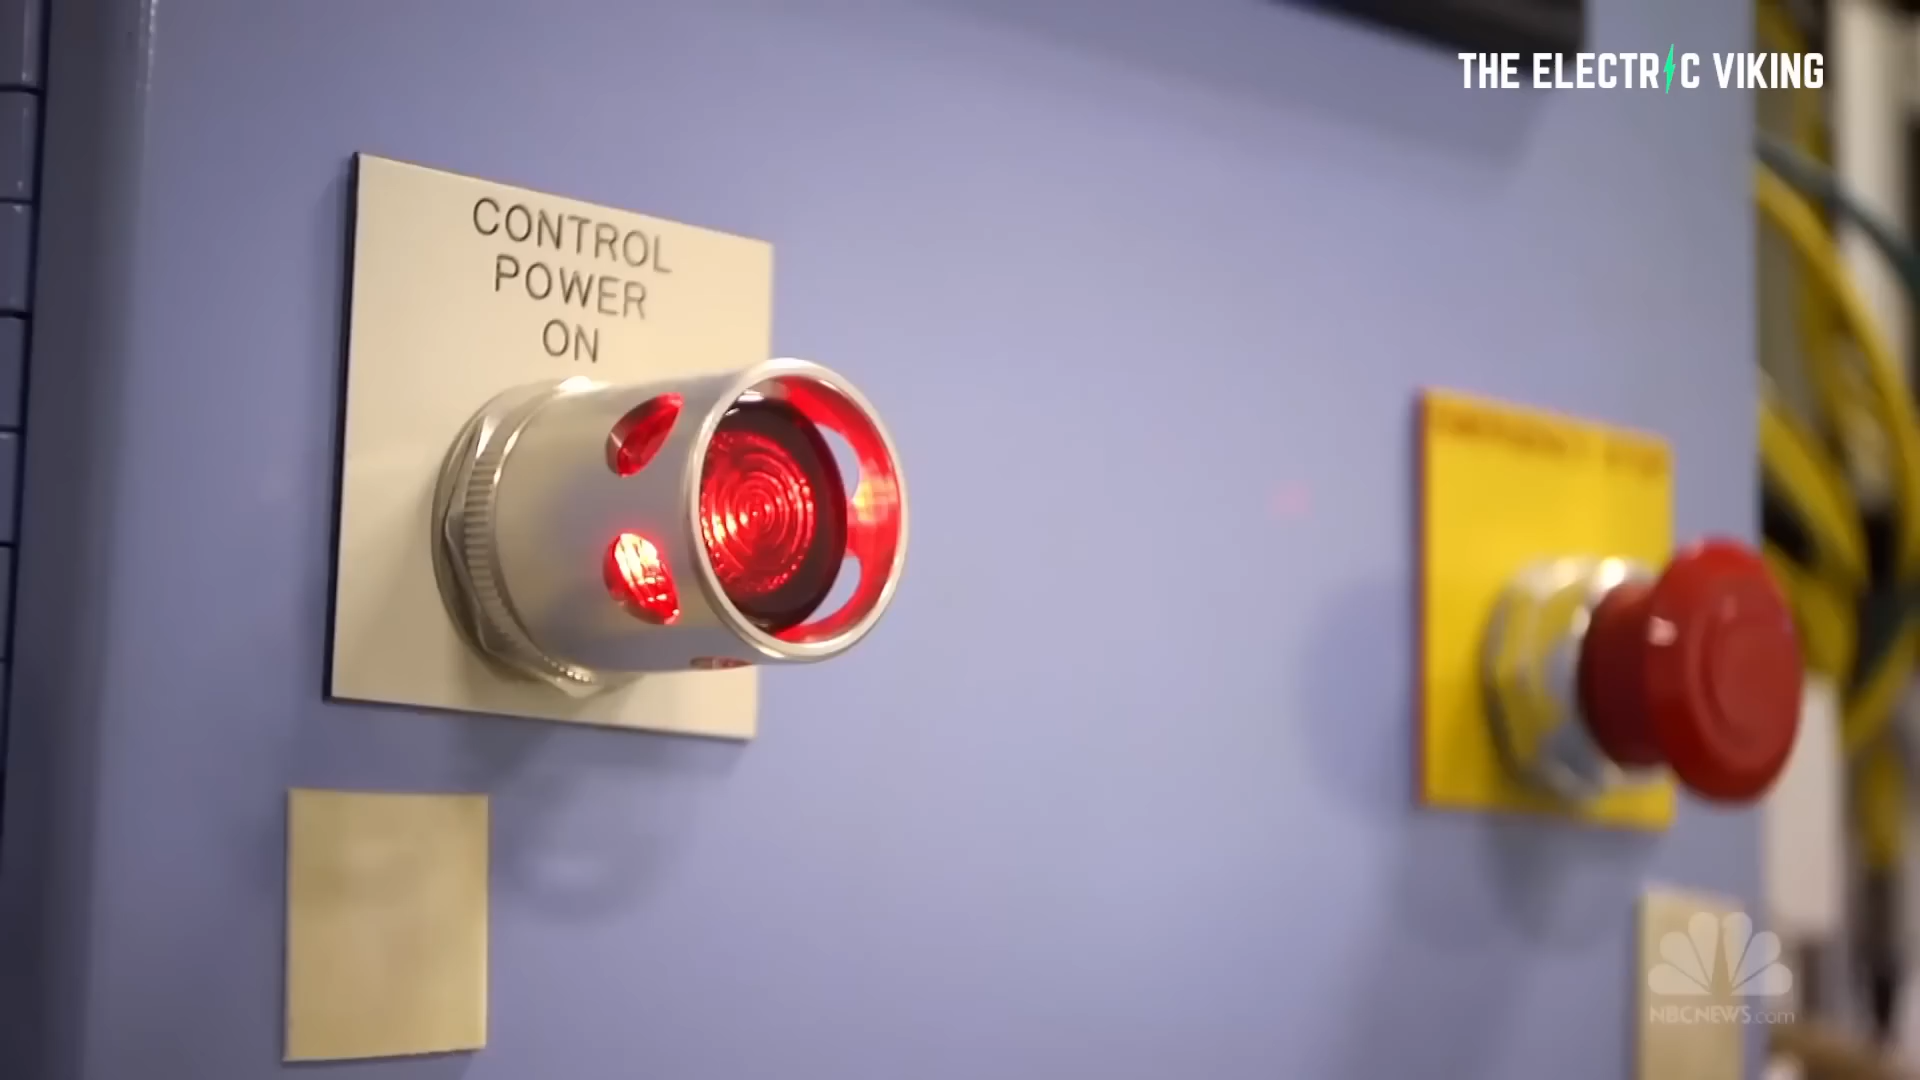 THE ELECTRIC VIKING
CONTROL
POWER
ON
NBCNEWS.com